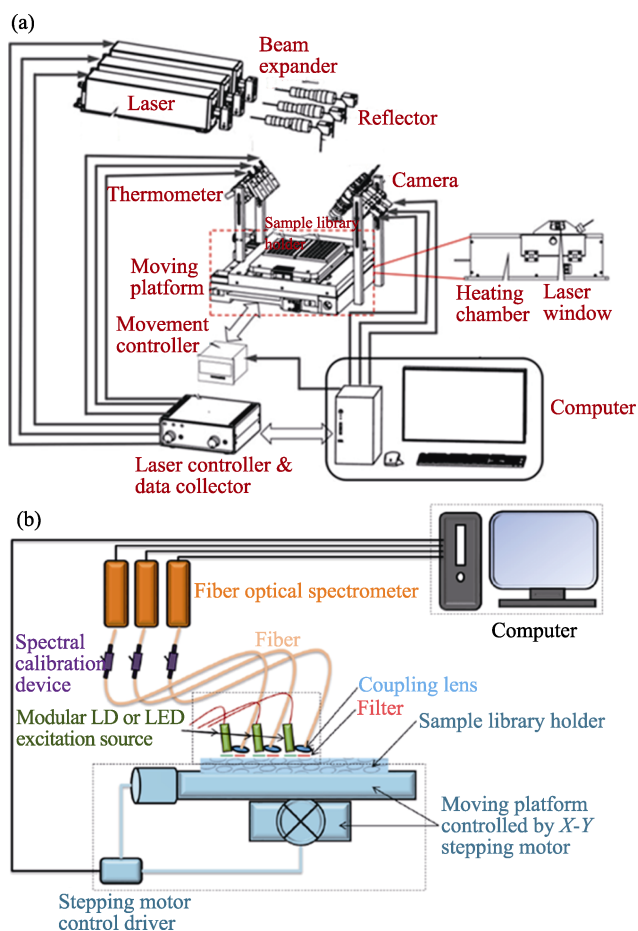 (a)
Beam
expander
Laser
Reflector
Thermometer
Camera
Sample library
holder
Moving
platform
Heating
chamber
Laser
window
Movement
controller
Computer
Laser controller &
data collector
(b)
Fiber optical spectrometer
Computer
Spectral
calibration
device
Fiber
Coupling lens
Modular LD or LED
excitation source
Filter
Sample library holder
Moving platform
controlled by X-Y
stepping motor
Stepping motor
control driver